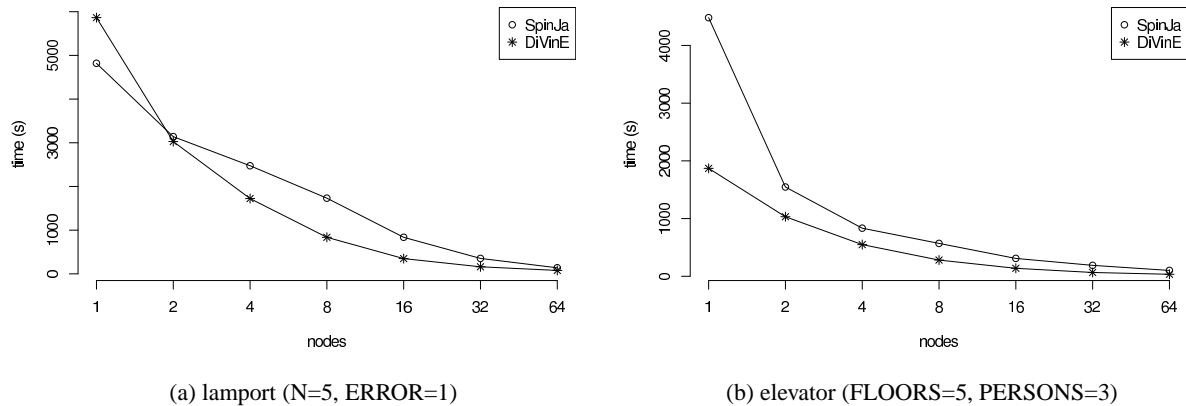 SpinJa
DiVinE
time (s)
5000
3000
1000
0
1 2 4 8 16 32 64
nodes
(a) lamport (N=5, ERROR=1)
SpinJa
DiVinE
time (s)
4000
3000
2000
1000
0
1 2 4 8 16 32 64
nodes
(b) elevator (FLOORS=5, PERSONS=3)